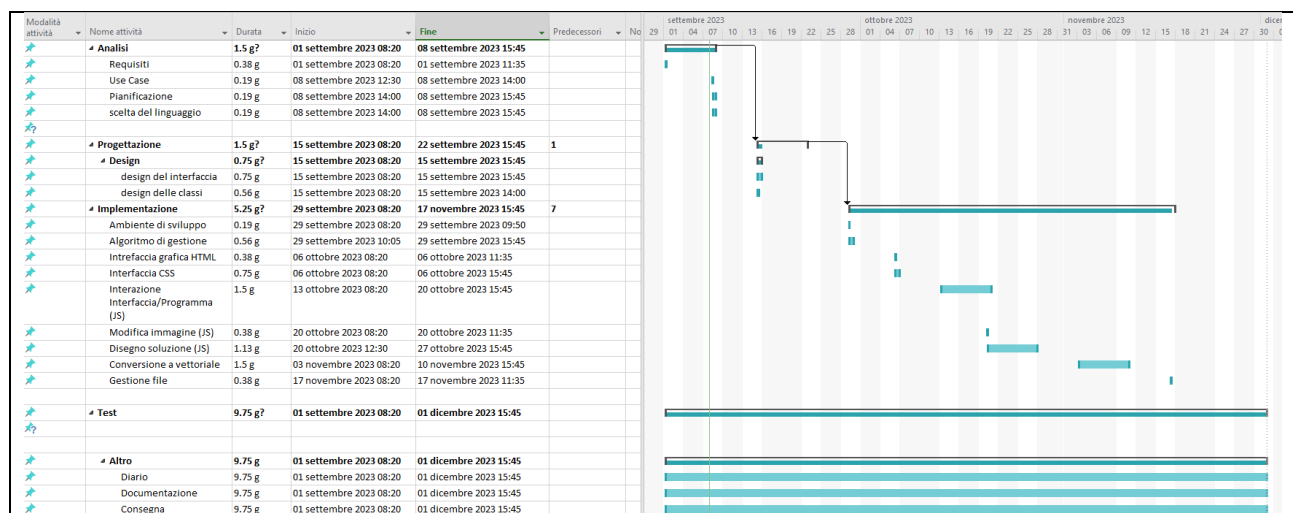 settembre 2023 ottobre 2023 novembre 2023 dicer
Modalità attività Nome attività Durata Inizio Fine Predecessori No 29 01 04 07 10 13 16 19 22 25 28 01 04 07 10 13 16 19 22 25 28 31 03 06 09 12 15 18 21 24 27 30 0
Analisi 1.5 g? 01 settembre 2023 08:20 08 settembre 2023 15:45
Requisiti 0.38 g 01 settembre 2023 08:20 01 settembre 2023 11:35
Use Case 0.19 g 08 settembre 2023 12:30 08 settembre 2023 14:00
Pianificazione 0.19 g 08 settembre 2023 14:00 08 settembre 2023 15:45
scelta del linguaggio 0.19 g 08 settembre 2023 14:00 08 settembre 2023 15:45
?
Progettazione 1.5 g? 15 settembre 2023 08:20 22 settembre 2023 15:45 1
Design 0.75 g? 15 settembre 2023 08:20 15 settembre 2023 15:45
design del interfaccia 0.75 g 15 settembre 2023 08:20 15 settembre 2023 15:45
design delle classi 0.56 g 15 settembre 2023 08:20 15 settembre 2023 14:00
Implementazione 5.25 g? 29 settembre 2023 08:20 17 novembre 2023 15:45 7
Ambiente di sviluppo 0.19 g 29 settembre 2023 08:20 29 settembre 2023 09:50
Algoritmo di gestione 0.56 g 29 settembre 2023 10:05 29 settembre 2023 15:45
Intrefaccia grafica HTML 0.38 g 06 ottobre 2023 08:20 06 ottobre 2023 11:35
Interfaccia CSS 0.75 g 06 ottobre 2023 08:20 06 ottobre 2023 15:45
Interazione 1.5 g 13 ottobre 2023 08:20 20 ottobre 2023 15:45
Interfaccia/Programma
(JS)
Modifica immagine (JS) 0.38 g 20 ottobre 2023 08:20 20 ottobre 2023 11:35
Disegno soluzione (JS) 1.13 g 20 ottobre 2023 12:30 27 ottobre 2023 15:45
Conversione a vettoriale 1.5 g 03 novembre 2023 08:20 10 novembre 2023 15:45
Gestione file 0.38 g 17 novembre 2023 08:20 17 novembre 2023 11:35
Test 9.75 g? 01 settembre 2023 08:20 01 dicembre 2023 15:45
?
Altro 9.75 g 01 settembre 2023 08:20 01 dicembre 2023 15:45
Diario 9.75 g 01 settembre 2023 08:20 01 dicembre 2023 15:45
Documentazione 9.75 g 01 settembre 2023 08:20 01 dicembre 2023 15:45
Consegna 9.75 g 01 settembre 2023 08:20 01 dicembre 2023 15:45